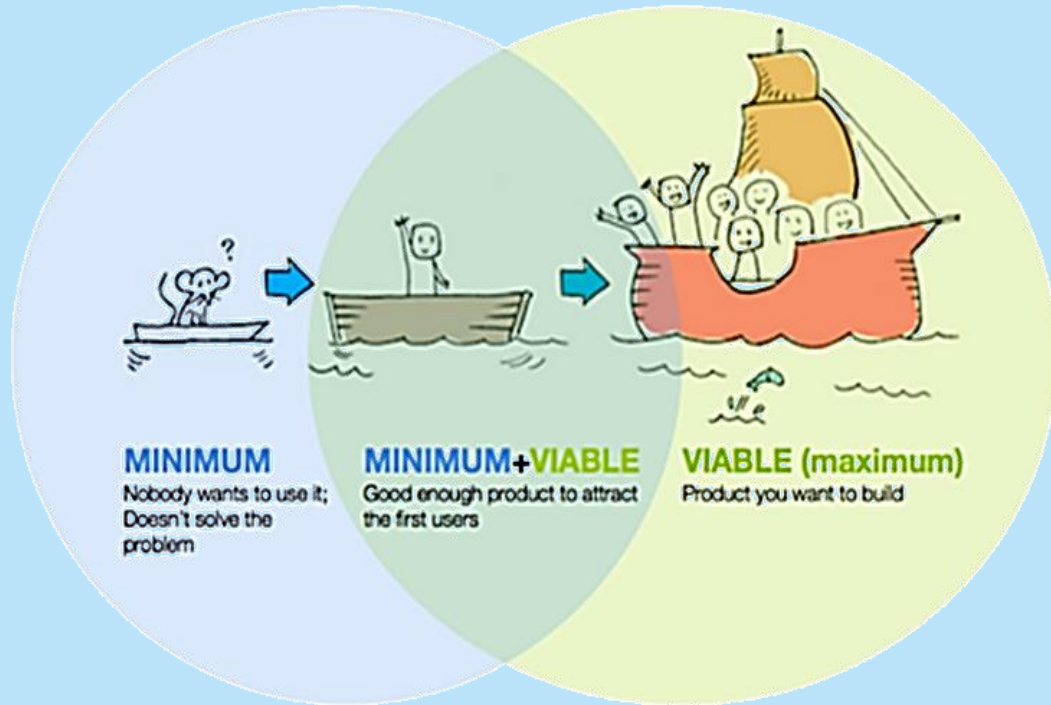 ?
MINIMUM
Nobody wants to use it;
Doesn't solve the
problem
MINIMUM+VIABLE
Good enough product to attract
the first users
VIABLE (maximum)
Product you want to build